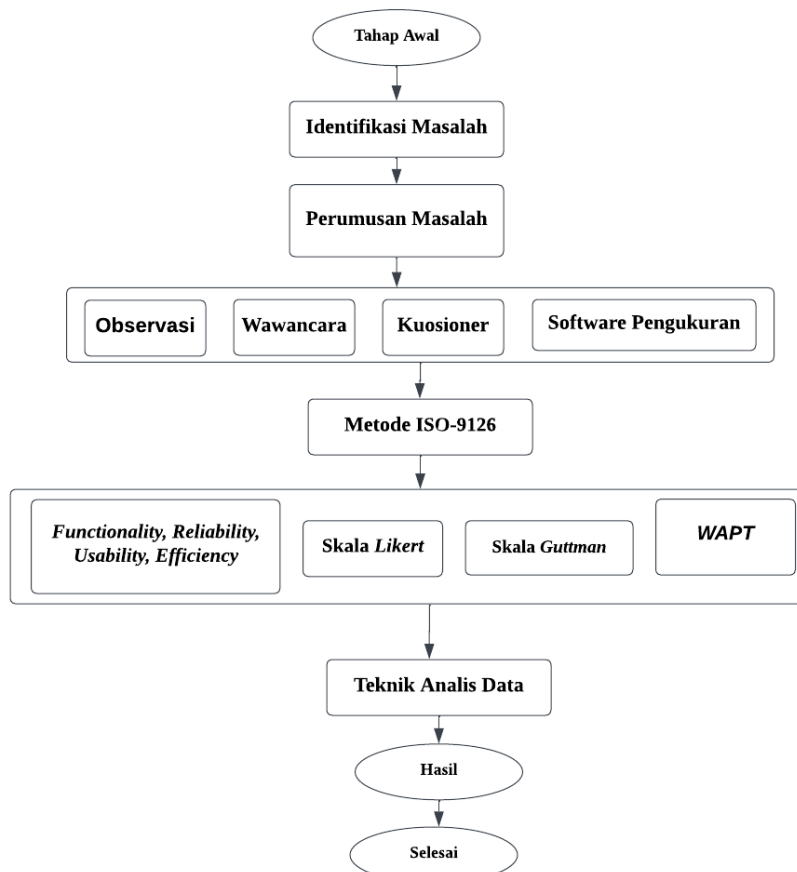 Tahap Awal
Identifikasi Masalah
Perumusan Masalah
Observasi
Wawancara
Kuosioner
Software Pengukuran
Metode ISO-9126
Functionality, Reliability,
Usability, Efficiency
Skala Likert
Skala Guttman
WAPT
Teknik Analis Data
Hasil
Selesai